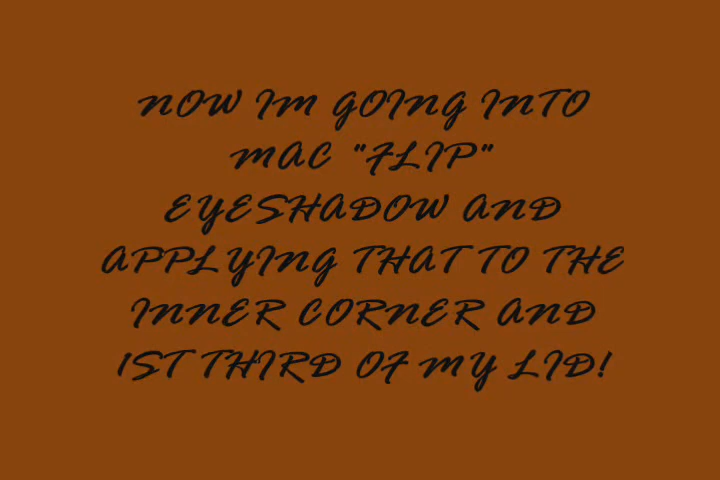 NOW IM GOING INTO
MAC "FLIP"
EYESHADOW AND
APPLYING THAT TO THE
INNER CORNER AND
1ST THIRD OF MY LID!